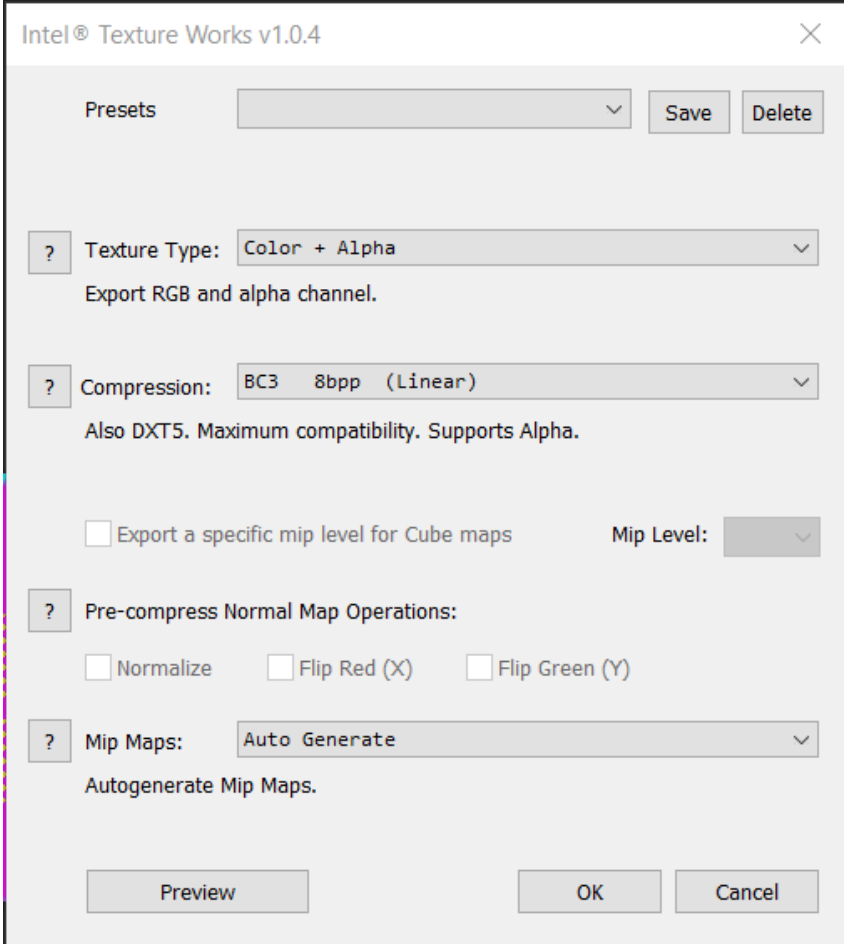 Intel® Texture Works v1.0.4
Presets
Save
Delete
? Texture Type: Color + Alpha
Export RGB and alpha channel.
? Compression: BC3 8bpp (Linear)
Also DXT5. Maximum compatibility. Supports Alpha.
Export a specific mip level for Cube maps
Mip Level:
? Pre-compress Normal Map Operations:
Normalize
Flip Red (X)
Flip Green (Y)
? Mip Maps: Auto Generate
Autogenerate Mip Maps.
Preview
OK
Cancel